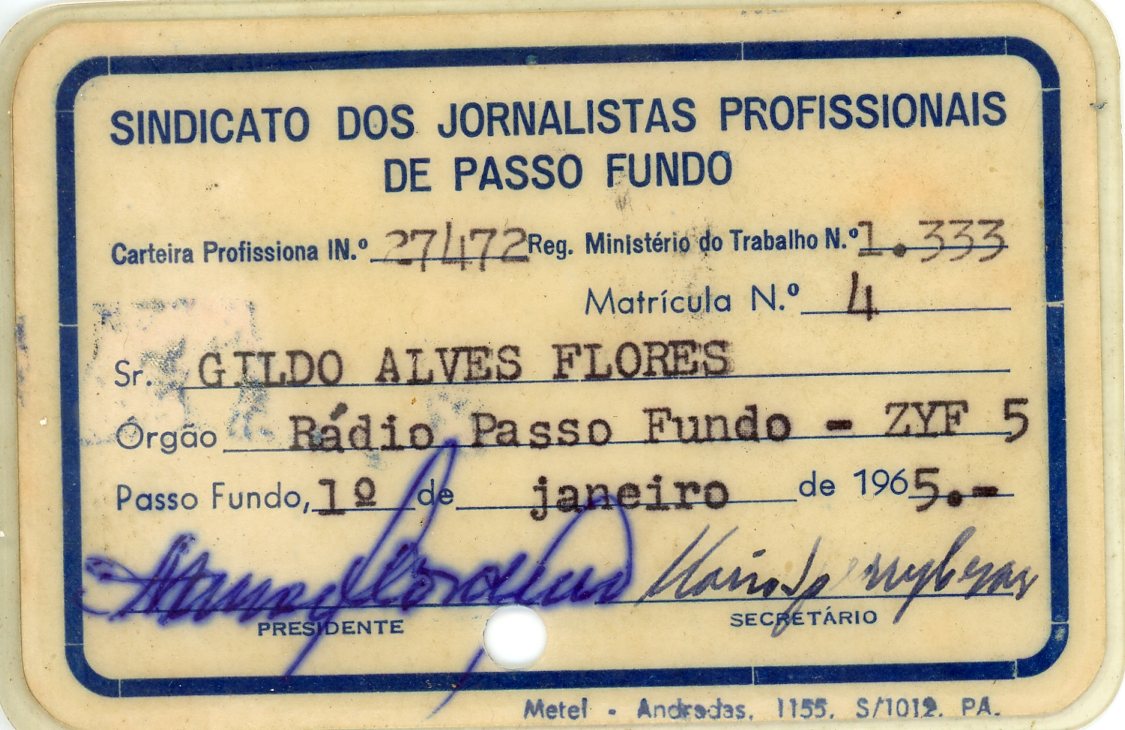 SINDICATO DOS JORNALISTAS PROFISSIONAIS
DE PASSO FUNDO
Carteira Profissiona lN.º 27472 Reg. Ministério do Trabalho N.º 1.333
Matrícula N.º 4
Sr. GILDO ALVES FLORES
Órgão Rádio Passo Fundo - ZYF 5
Passo Fundo, 1º de janeiro de 1965.-
PRESIDENTE
SECRETÁRIO
Metel - Andradas, 1155, S/1012. PA.